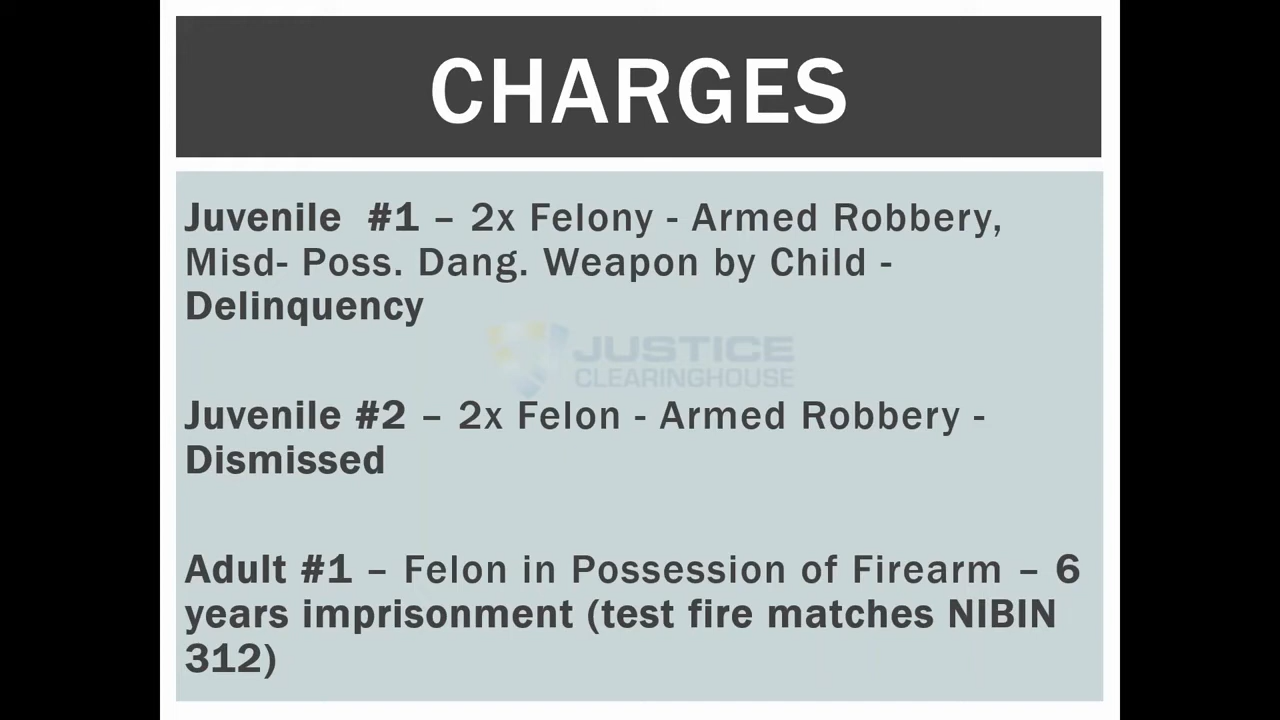 CHARGES
Juvenile #1 – 2x Felony - Armed Robbery,
Misd- Poss. Dang. Weapon by Child -
Delinquency
JUSTICE
CLEARINGHOUSE
Juvenile #2 – 2x Felon - Armed Robbery -
Dismissed
Adult #1 – Felon in Possession of Firearm – 6
years imprisonment (test fire matches NIBIN
312)